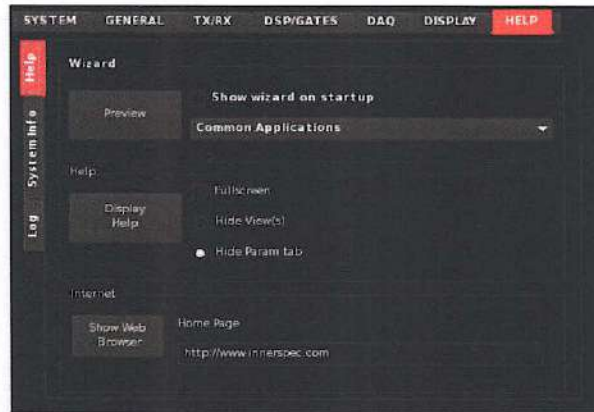 SYSTEM GENERAL TX/RX DSP/GATES DAQ DISPLAY HELP
Help
System Info
Log
Wizard
Preview
Show wizard on startup
Common Applications
Help
Display
Help
Fullscreen
Hide View(s)
Hide Param tab
Internet
Show Web
Browser
Home Page
http://www.innerspec.com